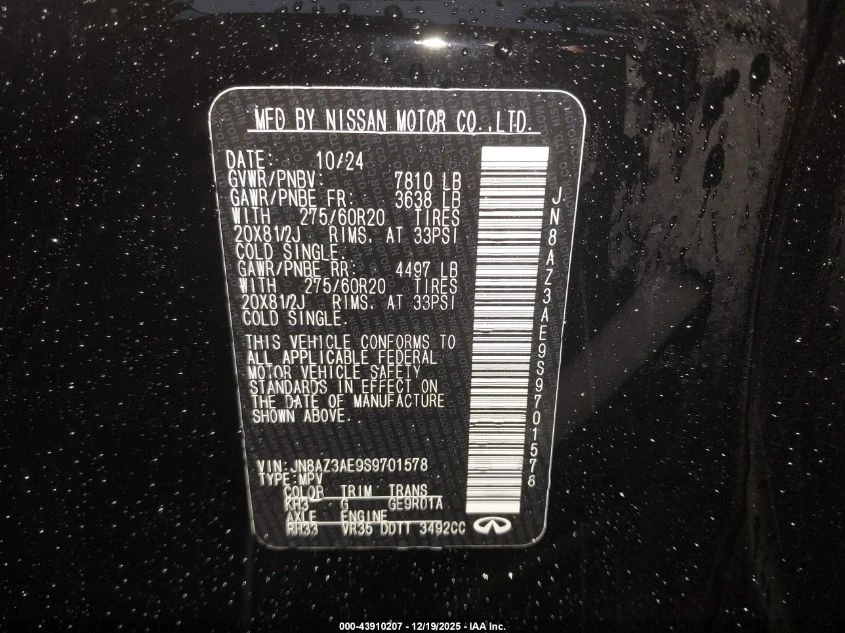 MFD BY NISSAN MOTOR CO.,LTD.
DATE: 10/24
GVWR/PNBV: 7810 LB
GAWR/PNBE FR: 3638 LB
WITH 275/60R20 TIRES
20X81/2J RIMS. AT 33PSI
COLD SINGLE.
GAWR/PNBE RR: 4497 LB
WITH 275/60R20 TIRES
20X81/2J RIMS. AT 33PSI
COLD SINGLE.
THIS VEHICLE CONFORMS TO
ALL APPLICABLE FEDERAL
MOTOR VEHICLE SAFETY
STANDARDS IN EFFECT ON
THE DATE OF MANUFACTURE
SHOWN ABOVE.
VIN:JN8AZ3AE9S9701578
TYPE:MPV
COLOR TRIM TRANS
KH3 G GE9R01A
AXLE ENGINE
RH33 VR35 DDTT 3492CC
JN8AZ3AE9S9701578
000-43910207 - 12/19/2025 - IAA Inc.